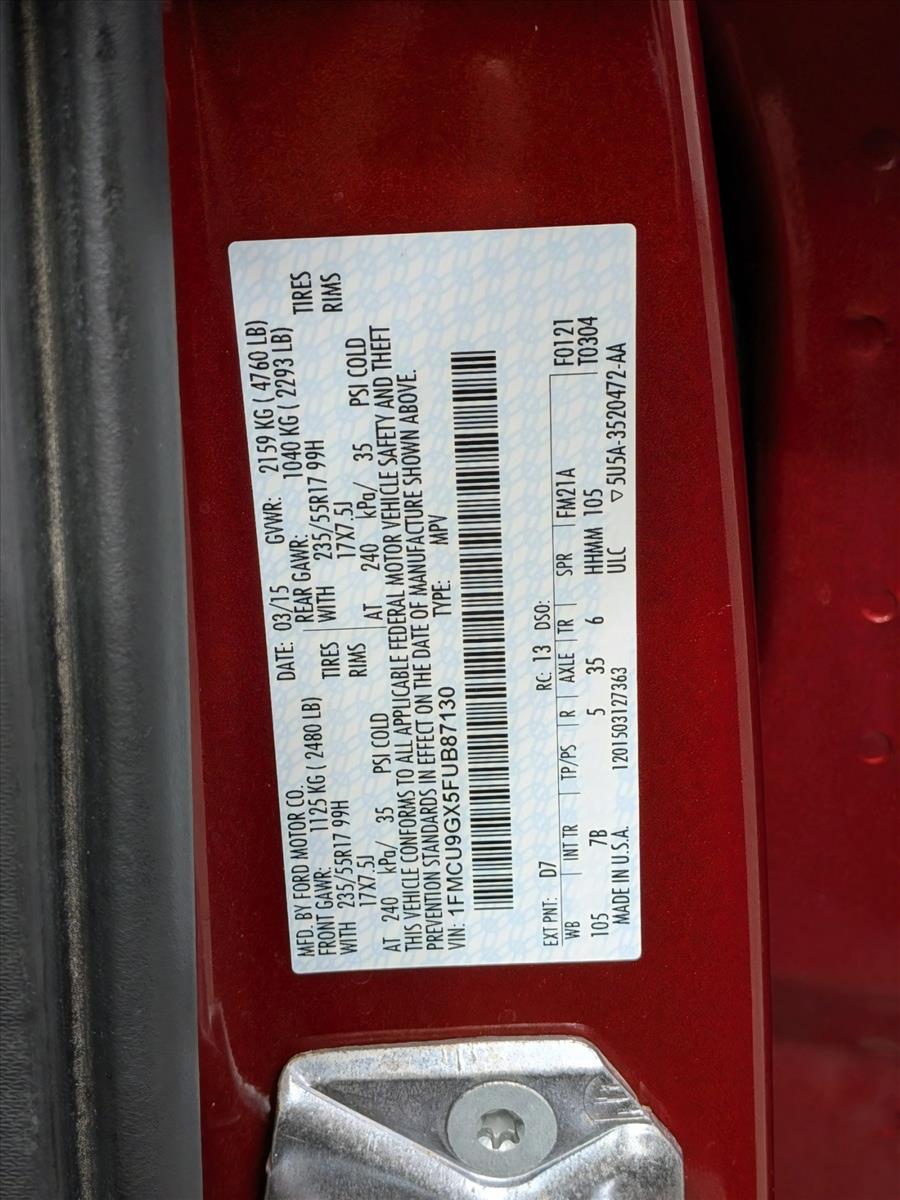 MFD. BY FORD MOTOR CO.
DATE: 03/15 GVWR: 2159 KG ( 4760 LB)
FRONT GAWR: 1125 KG ( 2480 LB) REAR GAWR: 1040 KG ( 2293 LB)
WITH 235/55R17 99H TIRES WITH 235/55R17 99H TIRES
17X7.5J RIMS 17X7.5J RIMS
AT 240 kPa/ 35 PSI COLD AT 240 kPa/ 35 PSI COLD
THIS VEHICLE CONFORMS TO ALL APPLICABLE FEDERAL MOTOR VEHICLE SAFETY AND THEFT
PREVENTION STANDARDS IN EFFECT ON THE DATE OF MANUFACTURE SHOWN ABOVE.
VIN: 1FMCU9GX5FUB87130 TYPE: MPV
EXT PNT: D7 RC: 13 DSO: F0121
WB INT TR TP/PS R AXLE TR SPR FM21A T0304
105 7B 5 35 6 HHMM 105
MADE IN U.S.A. 1201503127363 ULC ▽5U5A-3520472-AA